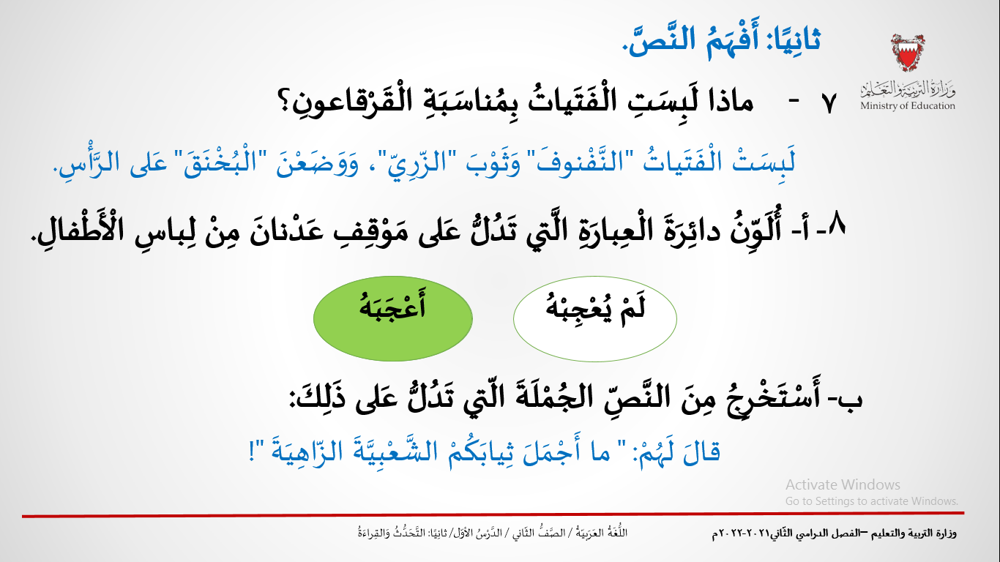 ثانِيًا: أَفْهَمُ النَّصَّ.
وزارة التربية والتعليم
Ministry of Education
٧ - ماذا لَبِسَتِ الْفَتَياتُ بِمُناسَبَةِ الْقَرْقاعونِ؟
لَبِسَتْ الْفَتَياتُ "النَّفْنوفَ" وَثَوْبَ "الزّرِيّ"، وَوَضَعْنَ "الْبُخْنَقَ" عَلى الرَّأْسِ.
٨- أ- أُلَوِّنُ دائِرَةَ الْعِبارَةِ الَّتي تَدُلُّ عَلى مَوْقِفِ عَدْنانَ مِنْ لِباسِ الْأَطْفالِ.
لَمْ يُعْجِبْهُ
أَعْجَبَهُ
ب- أَسْتَخْرِجُ مِنَ النَّصِّ الجُمْلَةَ الّتي تَدُلُّ عَلى ذَلِكَ:
قالَ لَهُمْ: " ما أَجْمَلَ ثِيابَكُمْ الشَّعْبِيَّةَ الزّاهِيَةَ "!
Activate Windows
Go to Settings to activate Windows.
وزارة التربية والتعليم –الفصل الدراسي الثّاني٢٠٢١-٢٠٢٢م
اللُّغَةُ العَرَبِيَةُ / الصَّفُّ الثّاني / الدَّرْسُ الأوَّل/ ثانِيًا: التَّحَدُّثُ وَالقِراءَةُ